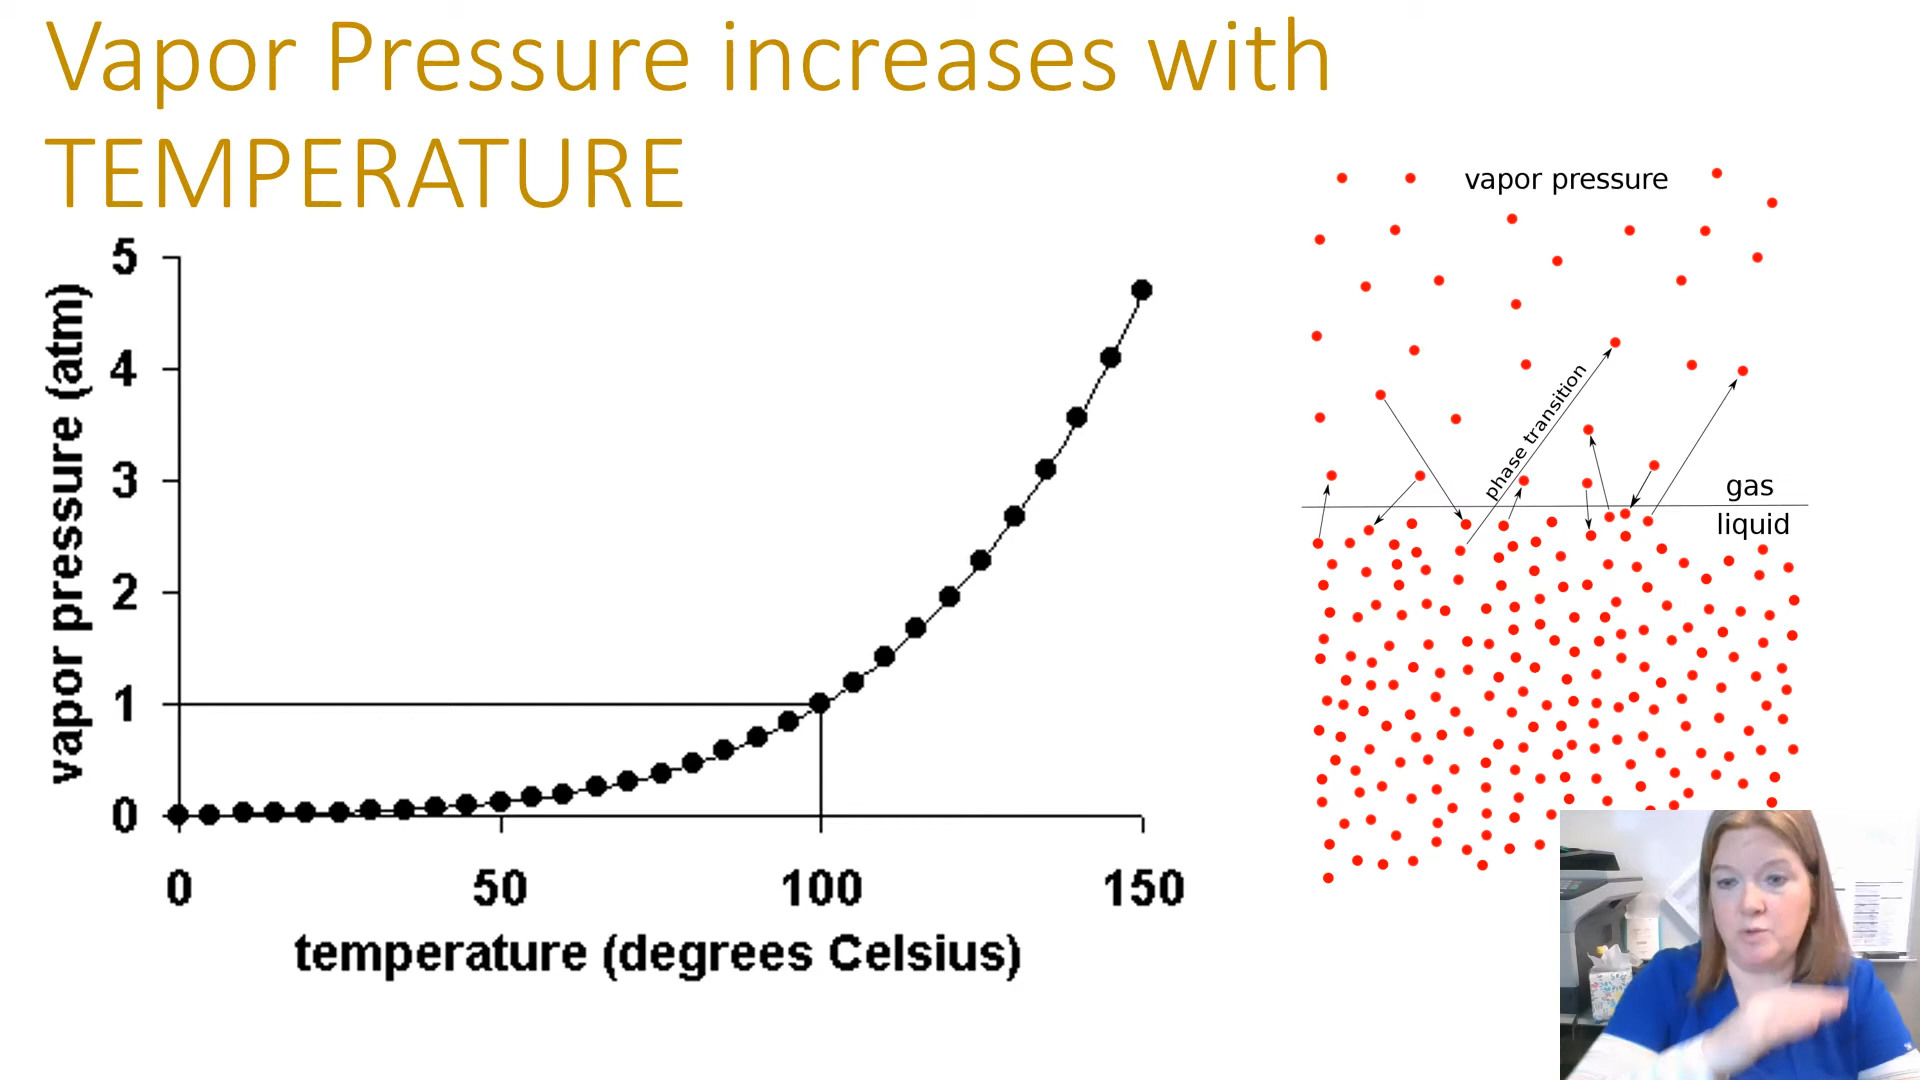 Vapor Pressure increases with
TEMPERATURE
vapor pressure (atm)
5
4
3
2
1
0
0 50 100 150
temperature (degrees Celsius)
vapor pressure
phase transition
gas
liquid